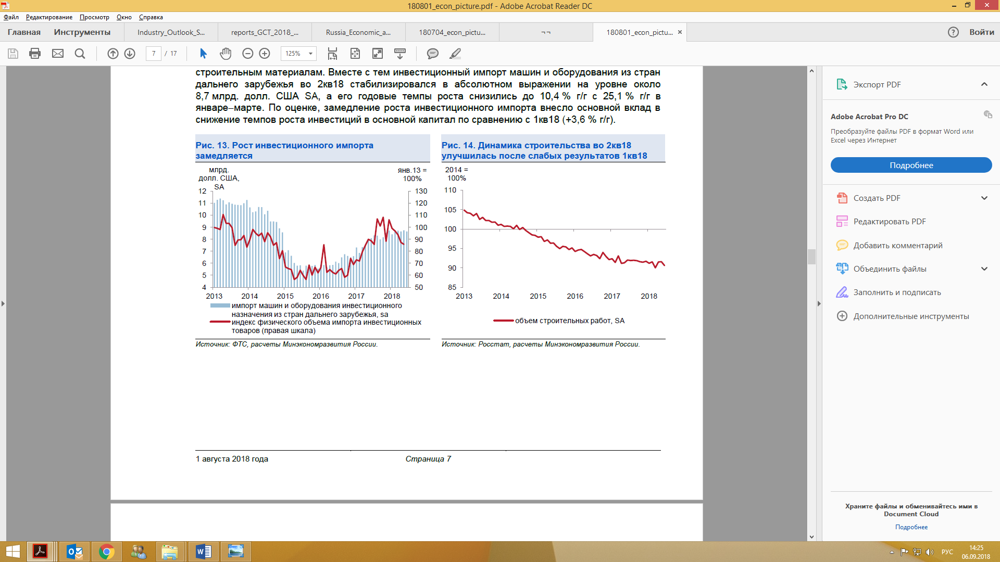 180801_econ_picture.pdf - Adobe Acrobat Reader DC
Файл Редактирование Просмотр Окно Справка
Главная Инструменты Industry_Outlook_S... reports_GCT_2018_... Russia_Economic_a... 180704_econ_pictu... ¬ ¬ 180801_econ_pictu... × ? Войти
7 / 17 125%
строительным материалам. Вместе с тем инвестиционный импорт машин и оборудования из стран
дальнего зарубежья во 2кв18 стабилизировался в абсолютном выражении на уровне около
8,7 млрд. долл. США SA, а его годовые темпы роста снизились до 10,4 % г/г с 25,1 % г/г в
январе–марте. По оценке, замедление роста инвестиционного импорта внесло основной вклад в
снижение темпов роста инвестиций в основной капитал по сравнению с 1кв18 (+3,6 % г/г).
Рис. 13. Рост инвестиционного импорта
замедляется
млрд.
долл. США,
SA
янв.13 =
100%
12
11
10
9
8
7
6
5
4
130
120
110
100
90
80
70
60
50
2013 2014 2015 2016 2017 2018
импорт машин и оборудования инвестиционного
назначения из стран дальнего зарубежья, sa
индекс физического объема импорта инвестиционных
товаров (правая шкала)
Источник: ФТС, расчеты Минэкономразвития России.
Рис. 14. Динамика строительства во 2кв18
улучшилась после слабых результатов 1кв18
2014 =
100%
110
105
100
95
90
85
2013 2014 2015 2016 2017 2018
объем строительных работ, SA
Источник: Росстат, расчеты Минэкономразвития России.
1 августа 2018 года
Страница 7
Экспорт PDF
Adobe Acrobat Pro DC
Преобразуйте файлы PDF в формат Word или
Excel через Интернет
Подробнее
Создать PDF
Редактировать PDF
Добавить комментарий
Объединить файлы
Заполнить и подписать
Дополнительные инструменты
Храните файлы и обменивайтесь ими в
Document Cloud
Подробнее
РУС
14:25
06.09.2018